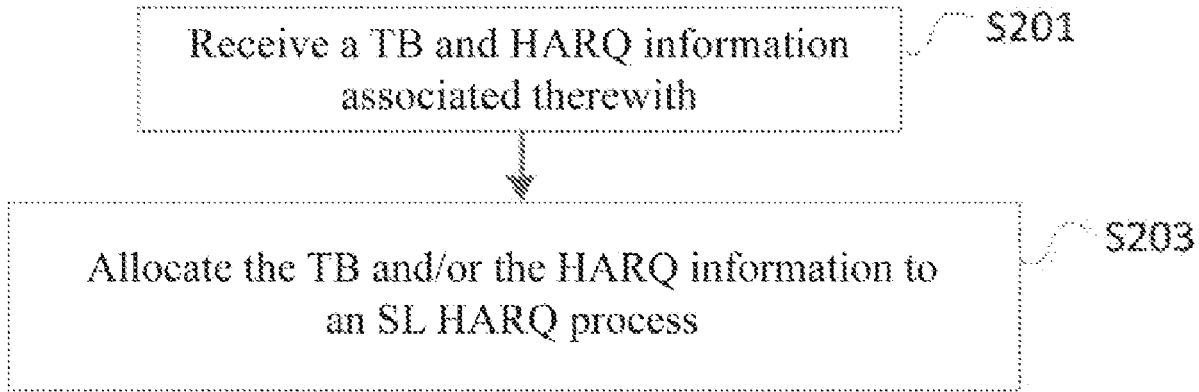 Receive a TB and HARQ information
associated therewith
S201
Allocate the TB and/or the HARQ information to
an SL HARQ process
S203